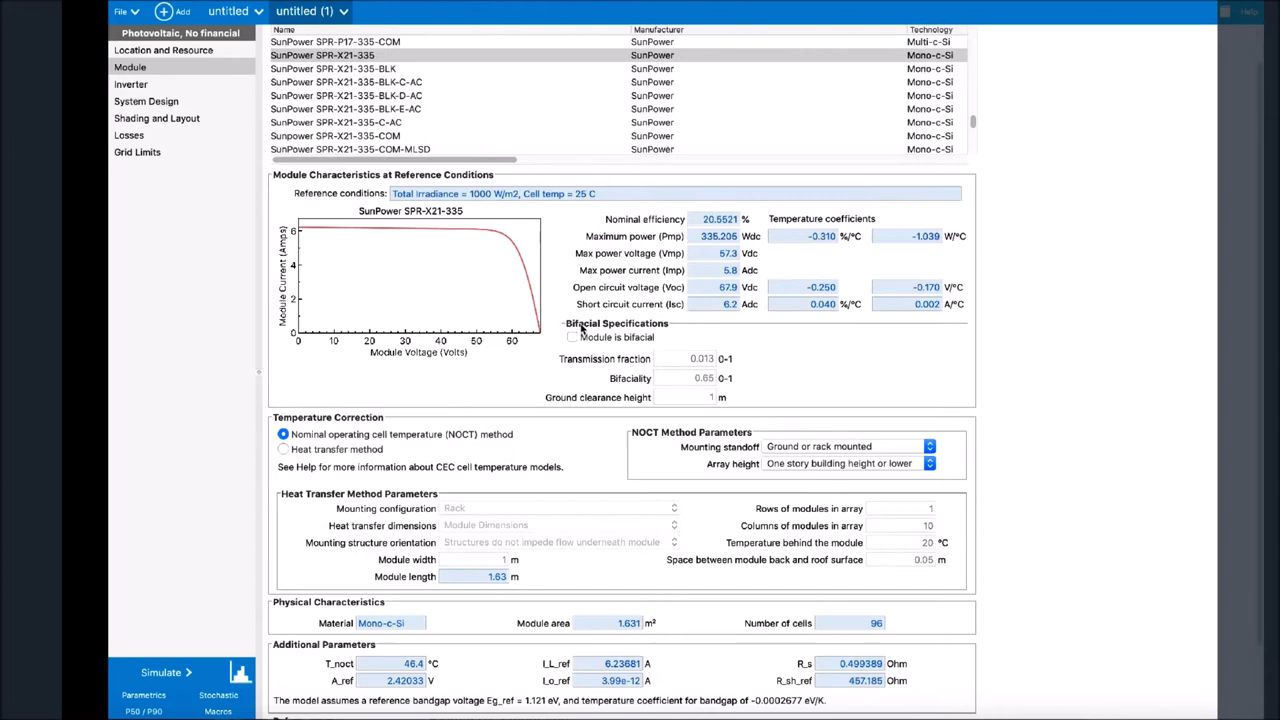 File Add untitled untitled (1) Help
Photovoltaic, No financial
Location and Resource
Module
Inverter
System Design
Shading and Layout
Losses
Grid Limits
Simulate >
Parametrics Stochastic
P50 / P90 Macros
Name Manufacturer Technology
SunPower SPR-P17-335-COM SunPower Multi-c-Si
SunPower SPR-X21-335 SunPower Mono-c-Si
SunPower SPR-X21-335-BLK SunPower Mono-c-Si
SunPower SPR-X21-335-BLK-C-AC SunPower Mono-c-Si
SunPower SPR-X21-335-BLK-D-AC SunPower Mono-c-Si
SunPower SPR-X21-335-BLK-E-AC SunPower Mono-c-Si
SunPower SPR-X21-335-C-AC SunPower Mono-c-Si
Sunpower SPR-X21-335-COM SunPower Mono-c-Si
SunPower SPR-X21-335-COM-MLSD SunPower Mono-c-Si
Module Characteristics at Reference Conditions
Reference conditions: Total Irradiance = 1000 W/m2, Cell temp = 25 C
SunPower SPR-X21-335
Module Current (Amps)
6
4
2
0
0 10 20 30 40 50 60
Module Voltage (Volts)
Nominal efficiency 20.5521 % Temperature coefficients
Maximum power (Pmp) 335.205 Wdc -0.310 %/°C -1.039 W/°C
Max power voltage (Vmp) 57.3 Vdc
Max power current (Imp) 5.8 Adc
Open circuit voltage (Voc) 67.9 Vdc -0.250 -0.170 V/°C
Short circuit current (Isc) 6.2 Adc 0.040 %/°C 0.002 A/°C
Bifacial Specifications
Module is bifacial
Transmission fraction 0.013 0-1
Bifaciality 0.65 0-1
Ground clearance height 1 m
Temperature Correction
Nominal operating cell temperature (NOCT) method
Heat transfer method
See Help for more information about CEC cell temperature models.
NOCT Method Parameters
Mounting standoff Ground or rack mounted
Array height One story building height or lower
Heat Transfer Method Parameters
Mounting configuration Rack Rows of modules in array 1
Heat transfer dimensions Module Dimensions Columns of modules in array 10
Mounting structure orientation Structures do not impede flow underneath module Temperature behind the module 20 °C
Module width 1 m Space between module back and roof surface 0.05 m
Module length 1.63 m
Physical Characteristics
Material Mono-c-Si Module area 1.631 m² Number of cells 96
Additional Parameters
T_noct 46.4 °C I_L_ref 6.23681 A R_s 0.499389 Ohm
A_ref 2.42033 V I_o_ref 3.99e-12 A R_sh_ref 457.185 Ohm
The model assumes a reference bandgap voltage Eg_ref = 1.121 eV, and temperature coefficient for bandgap of -0.0002677 eV/K.